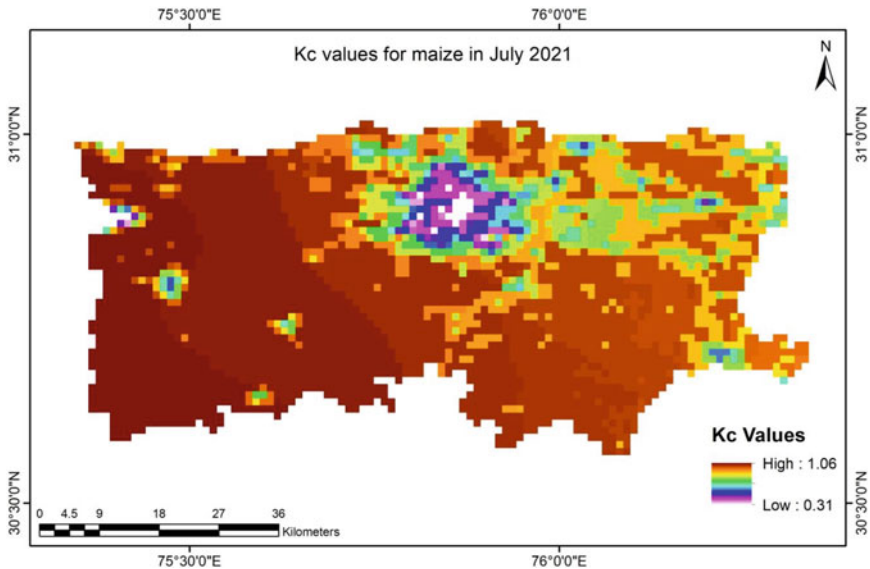 75°30'0"E 76°0'0"E
Kc values for maize in July 2021
N
31°0'0"N 31°0'0"N
Kc Values
High : 1.06
Low : 0.31
30°30'0"N 30°30'0"N
0 4.5 9 18 27 36
Kilometers
75°30'0"E 76°0'0"E